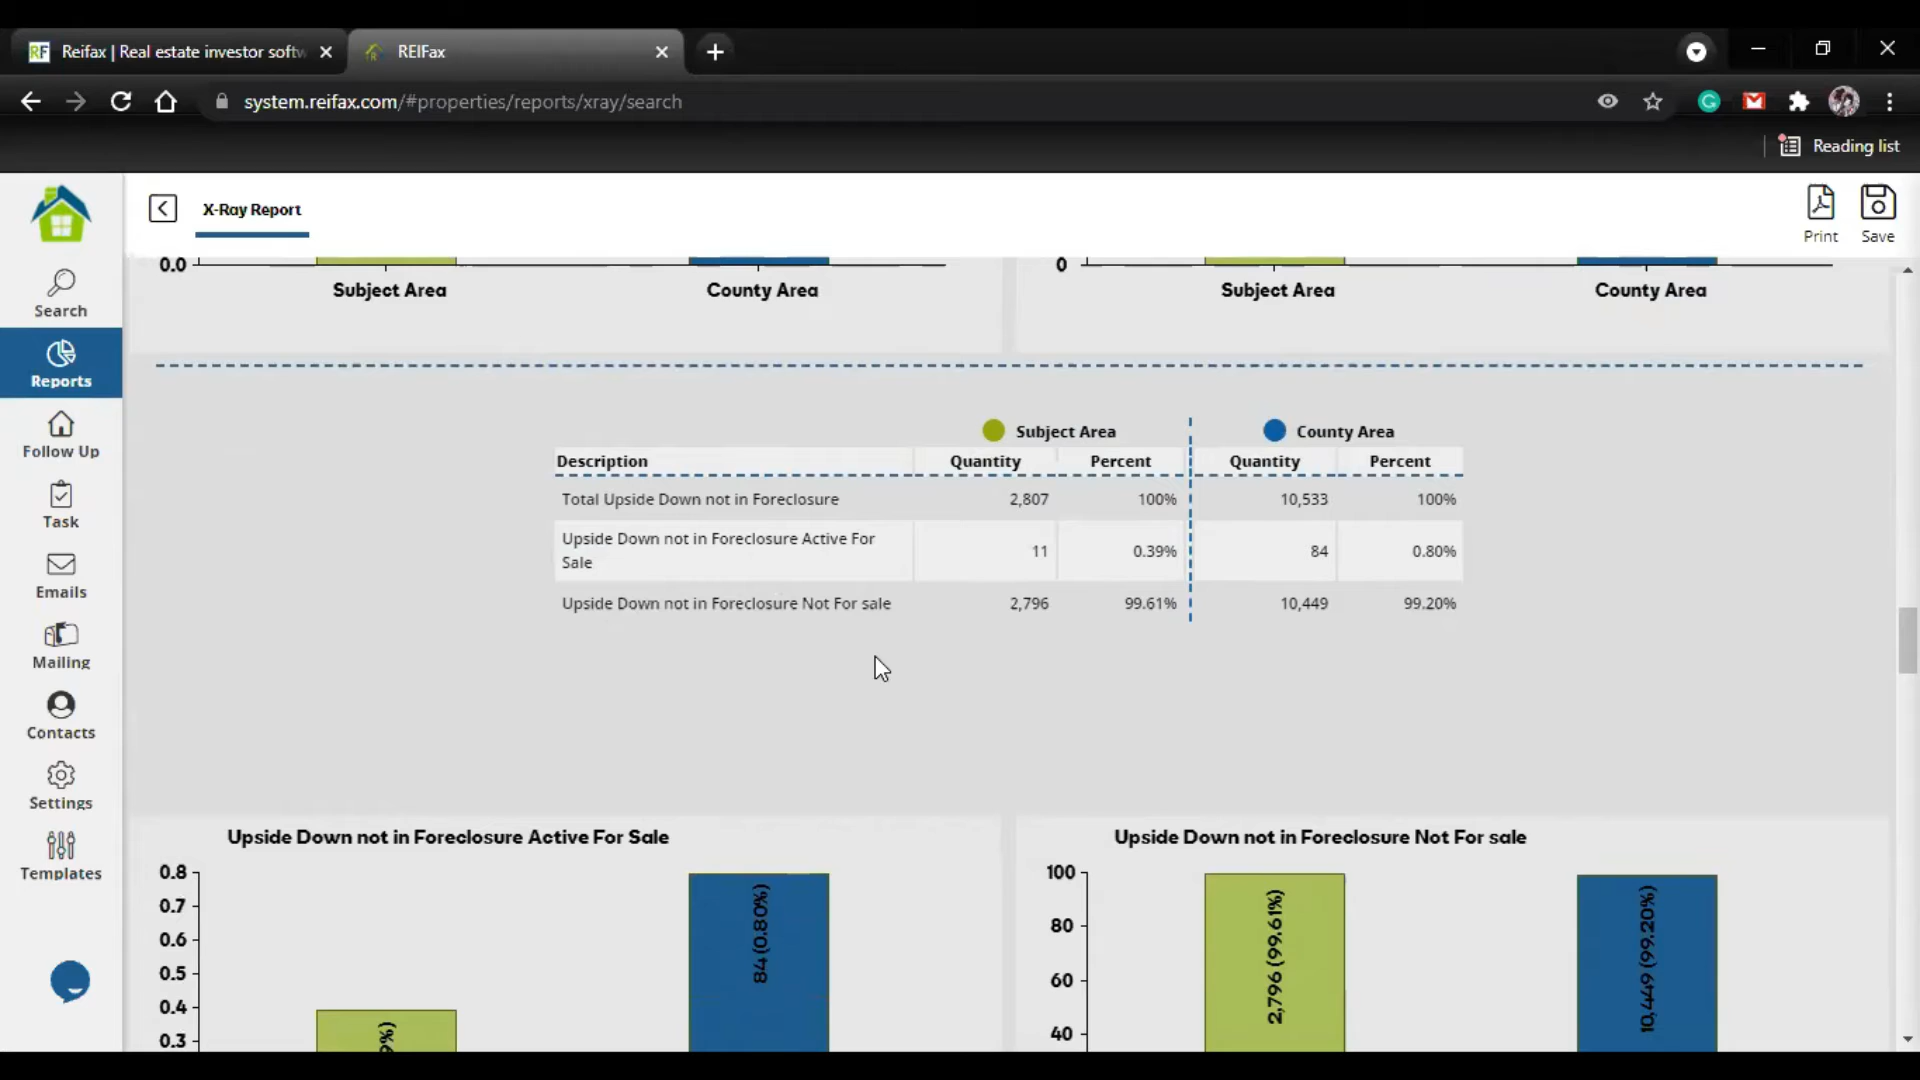 RF Reifax | Real estate investor softw
REIFax
system.reifax.com/#properties/reports/xray/search
Reading list
X-Ray Report
Print
Save
Search
Reports
Follow Up
Task
Emails
Mailing
Contacts
Settings
Templates
0.0
Subject Area
County Area
0
Subject Area
County Area
Subject Area
County Area
Description
Quantity
Percent
Quantity
Percent
Total Upside Down not in Foreclosure
2,807
100%
10,533
100%
Upside Down not in Foreclosure Active For
Sale
11
0.39%
84
0.80%
Upside Down not in Foreclosure Not For sale
2,796
99.61%
10,449
99.20%
Upside Down not in Foreclosure Active For Sale
0.8
0.7
0.6
0.5
0.4
0.3
9%)
84 (0.80%)
Upside Down not in Foreclosure Not For sale
100
80
60
40
2,796 (99.61%)
10,449 (99.20%)